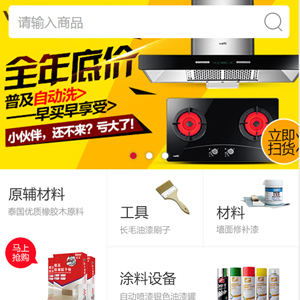 请输入商品
全年底价
普及自动洗>
——早买早享受>
小伙伴，还不来？亏大了！
立即
扫货
原辅材料
泰国优质橡胶木原料
工具
长毛油漆刷子
材料
墙面修补漆
马上
抢购
涂料设备
自动喷漆银色油漆罐